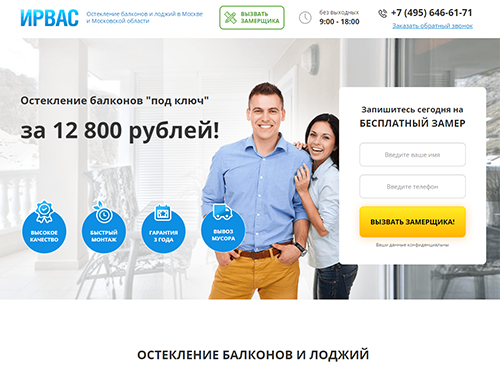 ИРВАС
Остекление балконов и лоджий в Москве
и Московской области
ВЫЗВАТЬ
ЗАМЕРЩИКА
без выходных
9:00 - 18:00
+7 (495) 646-61-71
Заказать обратный звонок
Остекление балконов "под ключ"
за 12 800 рублей!
ВЫСОКОЕ
КАЧЕСТВО
БЫСТРЫЙ
МОНТАЖ
ГАРАНТИЯ
3 ГОДА
ВЫВОЗ
МУСОРА
Запишитесь сегодня на
БЕСПЛАТНЫЙ ЗАМЕР
Введите ваше имя
Введите телефон
ВЫЗВАТЬ ЗАМЕРЩИКА!
Ваши данные конфиденциальны
ОСТЕКЛЕНИЕ БАЛКОНОВ И ЛОДЖИЙ